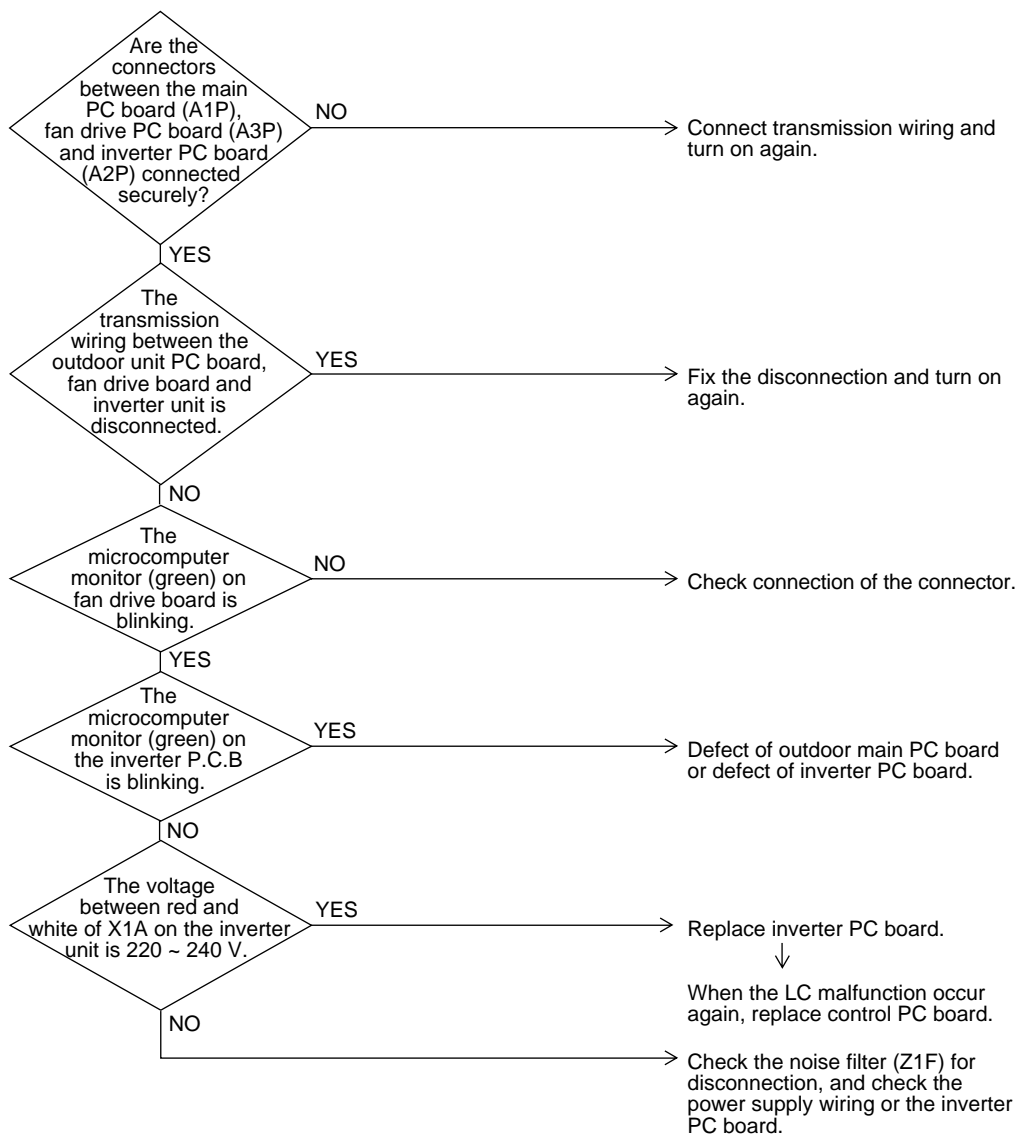 Are the
connectors
between the main
PC board (A1P),
fan drive PC board (A3P)
and inverter PC board
(A2P) connected
securely?
NO
Connect transmission wiring and
turn on again.
YES
The
transmission
wiring between the
outdoor unit PC board,
fan drive board and
inverter unit is
disconnected.
YES
Fix the disconnection and turn on
again.
NO
The
microcomputer
monitor (green) on
fan drive board is
blinking.
NO
Check connection of the connector.
YES
The
microcomputer
monitor (green) on
the inverter P.C.B
is blinking.
YES
Defect of outdoor main PC board
or defect of inverter PC board.
NO
The voltage
between red and
white of X1A on the inverter
unit is 220 ~ 240 V.
YES
Replace inverter PC board.
When the LC malfunction occur
again, replace control PC board.
NO
Check the noise filter (Z1F) for
disconnection, and check the
power supply wiring or the inverter
PC board.